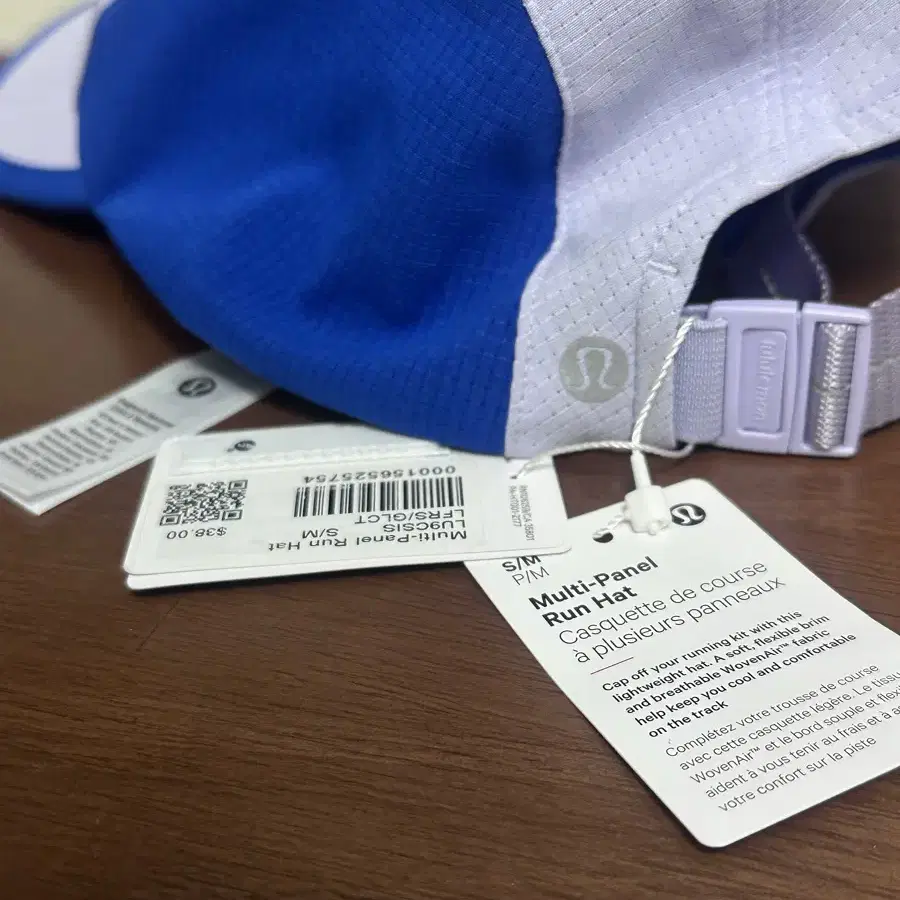 lululemon
000156525754
Multi-Panel Run Hat
LU9CSIS
LFRS/GLCT
S/M
$38.00
S/M
P/M
Multi-Panel
Run Hat
Casquette de course
à plusieurs panneaux
Cap off your running kit with this
lightweight hat. A soft, flexible brim
and breathable WovenAir™ fabric
help keep you cool and comfortable
on the track
Complétez votre trousse de course
avec cette casquette légère. Le tissu
WovenAir™ et le bord souple et
aident à vous tenir au frais et à
votre confort sur la piste